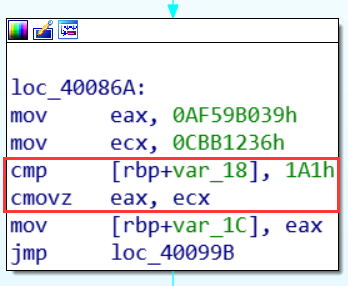 loc_40086A:
mov eax, 0AF59B039h
mov ecx, 0CBB1236h
cmp [rbp+var_18], 1A1h
cmovz eax, ecx
mov [rbp+var_1C], eax
jmp loc_40099B